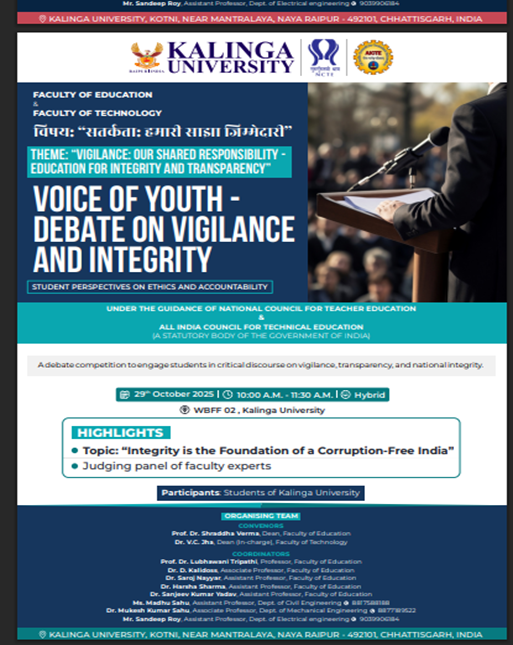 Mr. Sandeep Roy, Assistant Professor, Dept. of Electrical engineering 9039906184
KALINGA UNIVERSITY, KOTNI, NEAR MANTRALAYA, NAYA RAIPUR - 492101, CHHATTISGARH, INDIA
KALINGA
UNIVERSITY
NCTE
AICTE
FACULTY OF EDUCATION
&
FACULTY OF TECHNOLOGY
विषय: “सतर्कता: हमारी साझा जिम्मेदारी”
THEME: “VIGILANCE: OUR SHARED RESPONSIBILITY -
EDUCATION FOR INTEGRITY AND TRANSPARENCY”
VOICE OF YOUTH -
DEBATE ON VIGILANCE
AND INTEGRITY
STUDENT PERSPECTIVES ON ETHICS AND ACCOUNTABILITY
UNDER THE GUIDANCE OF NATIONAL COUNCIL FOR TEACHER EDUCATION
&
ALL INDIA COUNCIL FOR TECHNICAL EDUCATION
(A STATUTORY BODY OF THE GOVERNMENT OF INDIA)
A debate competition to engage students in critical discourse on vigilance, transparency, and national integrity.
29th October 2025 | 10:00 A.M. - 11:30 A.M. | Hybrid
WBFF 02 , Kalinga University
HIGHLIGHTS
• Topic: “Integrity is the Foundation of a Corruption-Free India”
• Judging panel of faculty experts
Participants: Students of Kalinga University
ORGANISING TEAM
CONVENORS
Prof. Dr. Shraddha Verma, Dean, Faculty of Education
Dr. V.C. Jha, Dean (In-charge), Faculty of Technology
COORDINATORS
Prof. Dr. Lubhawani Tripathi, Professor, Faculty of Education
Dr. D. Kalidoss, Associate Professor, Faculty of Education
Dr. Saroj Nayyar, Assistant Professor, Faculty of Education
Dr. Harsha Sharma, Assistant Professor, Faculty of Education
Dr. Sanjeev Kumar Yadav, Assistant Professor, Faculty of Education
Ms. Madhu Sahu, Assistant Professor, Dept. of Civil Engineering
Dr. Mukesh Kumar Sahu, Associate Professor, Dept. of Mechanical Engineering
Mr. Sandeep Roy, Assistant Professor, Dept. of Electrical engineering 9039906184
KALINGA UNIVERSITY, KOTNI, NEAR MANTRALAYA, NAYA RAIPUR - 492101, CHHATTISGARH, INDIA